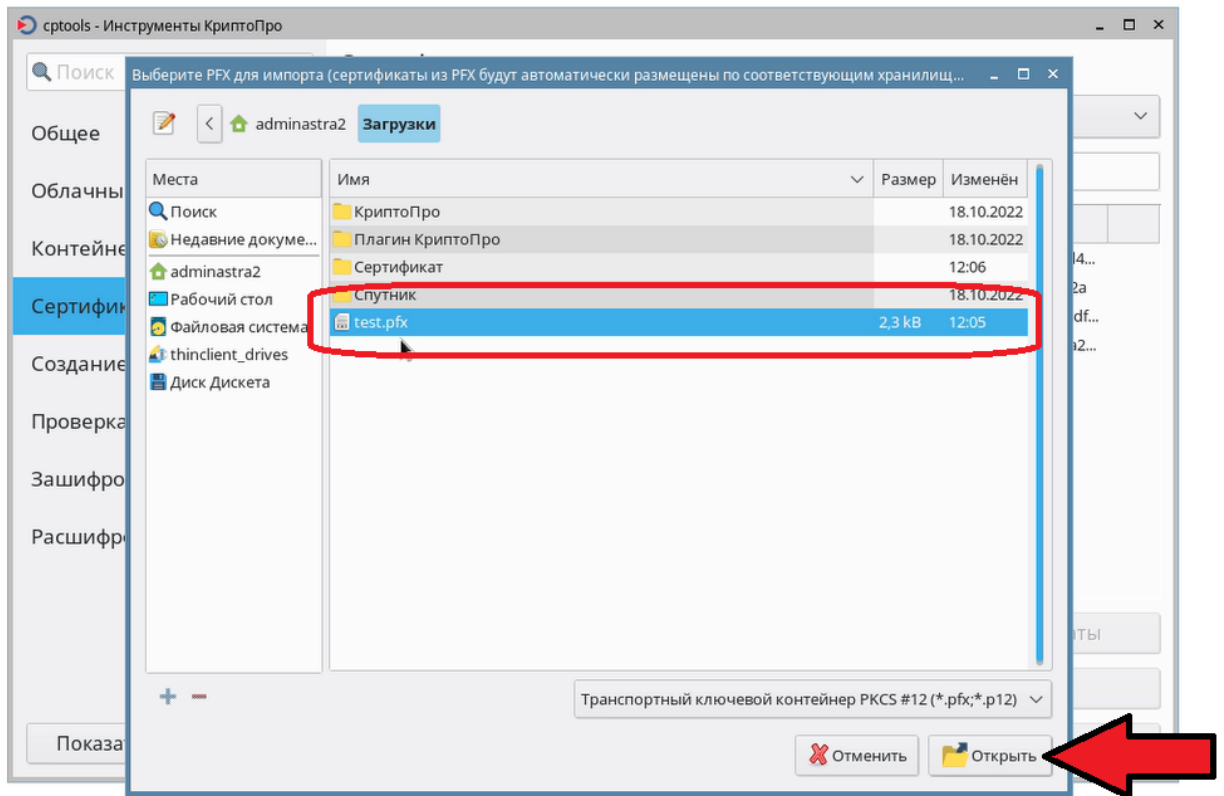 cptools - Инструменты КриптоПро
Поиск
Выберите PFX для импорта (сертификаты из PFX будут автоматически размещены по соответствующим хранилищ...
adminastra2 Загрузки
Общее
Облачны
Контейне
Сертифик
Создание
Проверка
Зашифро
Расшифр
Места
Поиск
Недавние докуме...
adminastra2
Рабочий стол
Файловая система
thinclient_drives
Диск Дискета
Имя Размер Изменён
КриптоПро 18.10.2022
Плагин КриптоПро 18.10.2022
Сертификат 12:06
Спутник 18.10.2022
test.pfx 2,3 kB 12:05
Транспортный ключевой контейнер PKCS #12 (*.pfx;*.p12)
Показа
Отменить Открыть